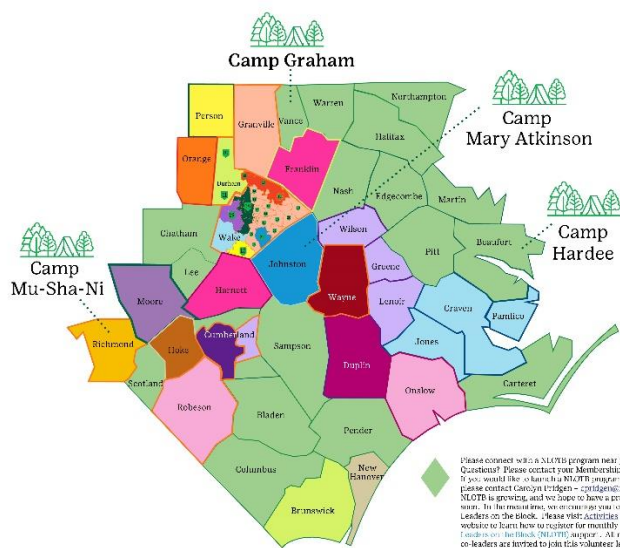 Camp Graham
Camp
Mary Atkinson
Camp
Hardee
Camp
Mu-Sha-Ni
Person
Granville
Vance
Warren
Northampton
Halifax
Orange
Durham
Franklin
Nash
Edgecombe
Martin
Chatham
Wake
Wilson
Pitt
Beaufort
Lee
Johnston
Greene
Moore
Harnett
Wayne
Lenoir
Craven
Pamlico
Richmond
Hoke
Cumberland
Sampson
Duplin
Jones
Scotland
Onslow
Carteret
Robeson
Bladen
Pender
Columbus
New
Hanover
Brunswick
Please connect with a NLOTB program near
Questions? Please contact your Membership
If you would like to launch a NLOTB program
please contact Carolyn Pridgen – cpridgen@
NLOTB is growing, and we hope to have a
soon. In the meantime, we encourage you to
Leaders on the Block. Please visit Activities
website to learn how to register for monthly
Leaders on the Block (NLOTB) support. All
co-leaders are invited to join this volunteer